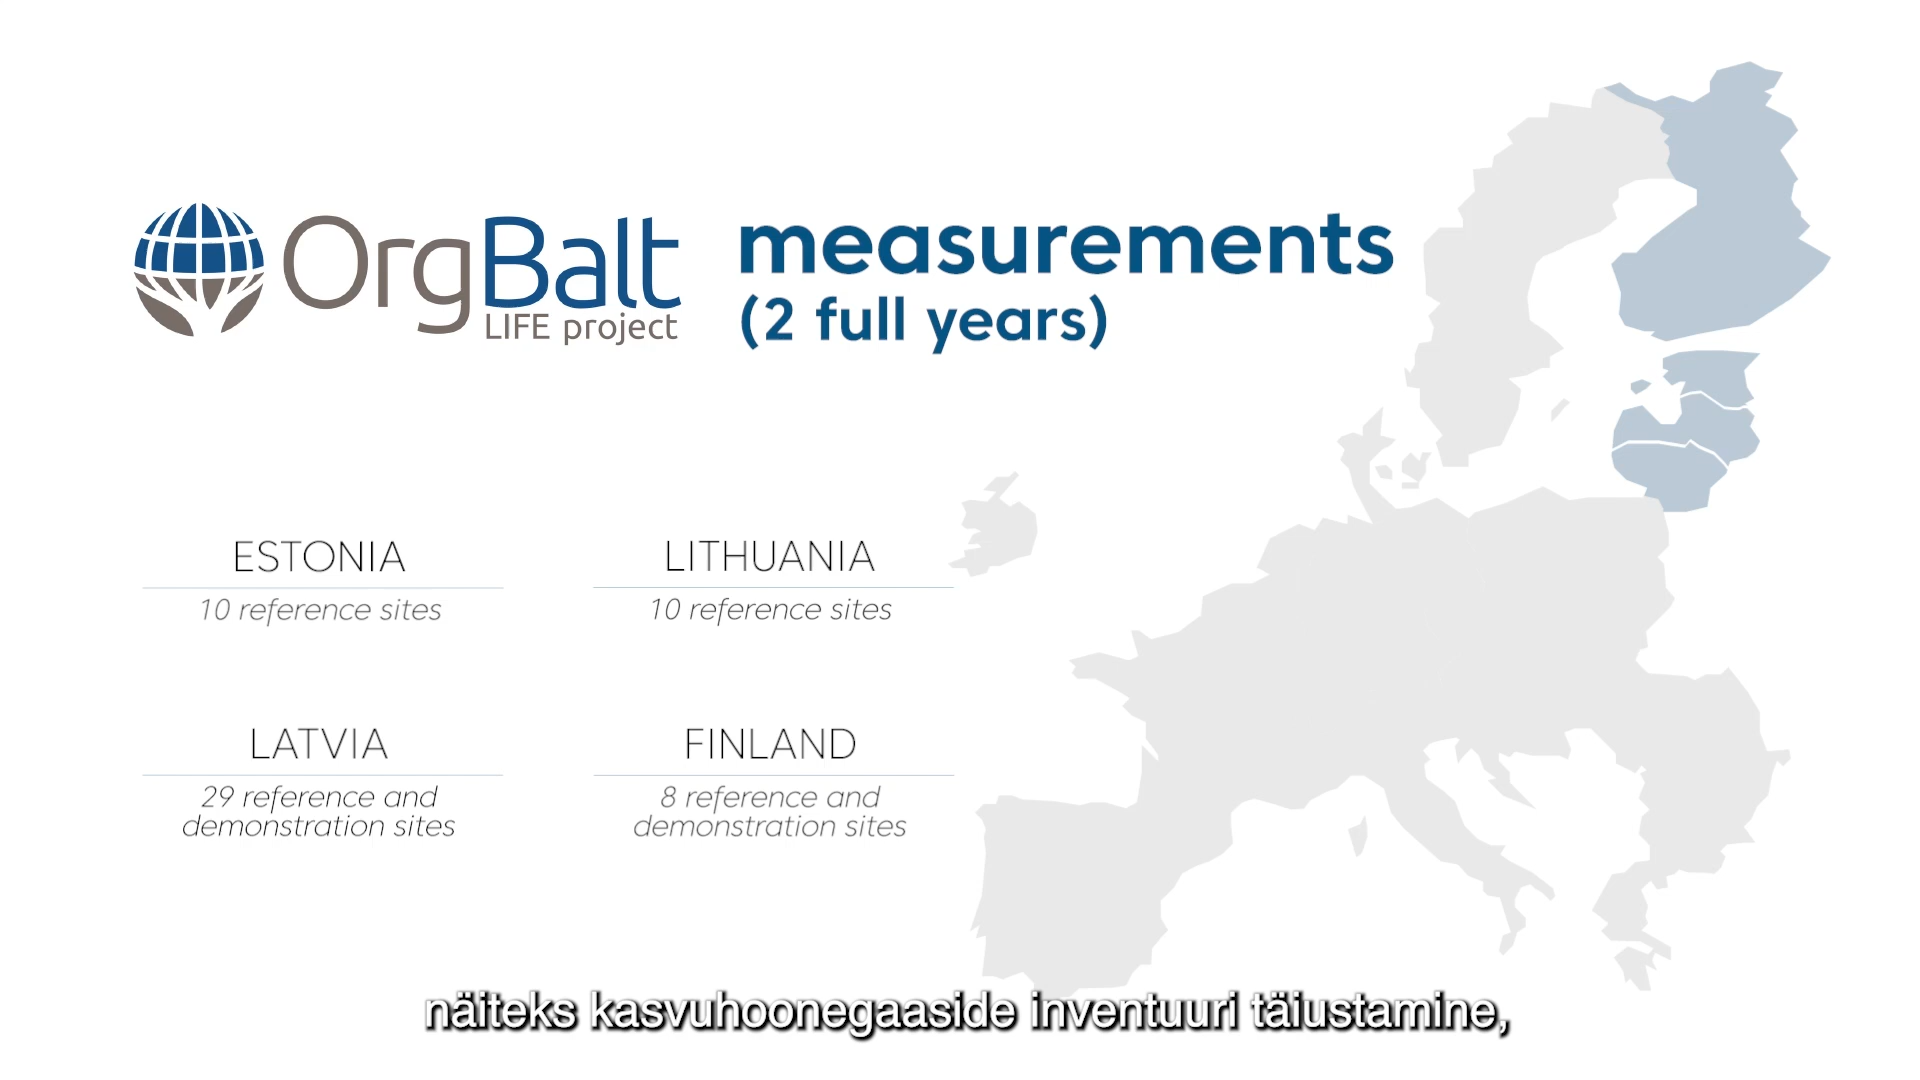 OrgBalt
LIFE project
measurements
(2 full years)
ESTONIA
10 reference sites
LITHUANIA
10 reference sites
LATVIA
29 reference and
demonstration sites
FINLAND
8 reference and
demonstration sites
näiteks kasvuhoonegaaside inventuuri täiustamine,